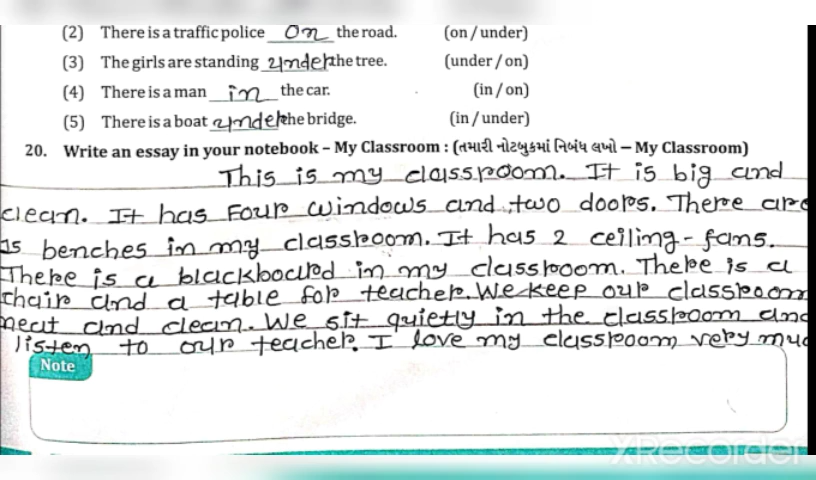 (2) There is a traffic police on the road. (on / under)
(3) The girls are standing under the tree. (under / on)
(4) There is a man in the car. (in / on)
(5) There is a boat under the bridge. (in / under)
20. Write an essay in your notebook – My Classroom : (તમારી નોટબુકમાં નિબંધ લખો – My Classroom)
This is my classroom. It is big and
clean. It has four windows and two doors. There are
15 benches in my classroom. It has 2 ceiling-fans.
There is a blackboard in my classroom. There is a
chair and a table for teacher. We keep our classroom
neat and clean. We sit quietly in the classroom and
listen to our teacher. I love my classroom very muc
Note
XRecorder